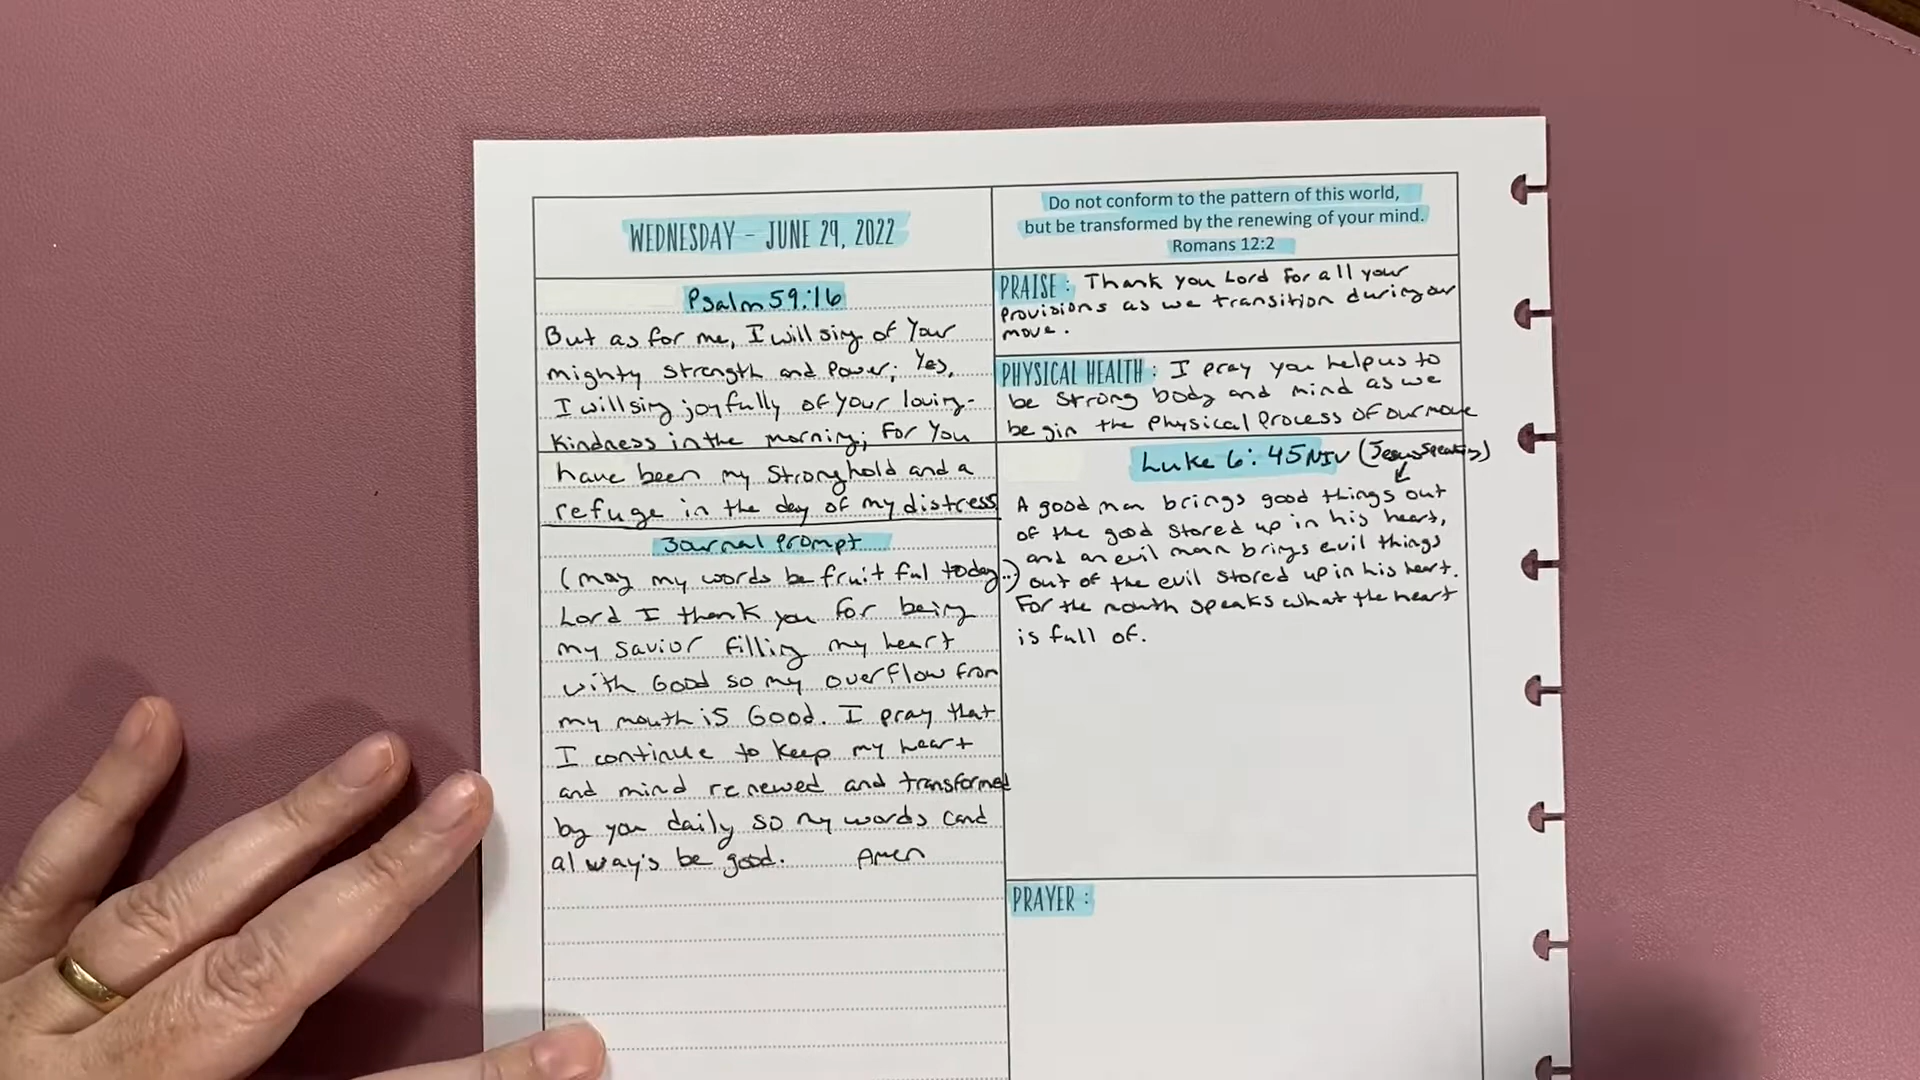 WEDNESDAY - JUNE 29, 2022
Psalm 59:16
But as for me, I will sing of Your
mighty strength and Power; Yes,
I will sing joyfully of Your loving-
kindness in the morning; For You
have been my Stronghold and a
refuge in the day of my distress
Journal Prompt
(may my words be fruitful today..)
Lord I thank you for being
my savior filling my heart
with Good so my overflow from
my mouth is Good. I pray that
I continue to keep my heart
and mind renewed and transformed
by you daily so my words cand
always be good. Amen
Do not conform to the pattern of this world,
but be transformed by the renewing of your mind.
Romans 12:2
PRAISE: Thank you Lord for all your
provisions as we transition during our
move.
PHYSICAL HEALTH: I pray you help us to
be strong body and mind as we
begin the Physical Process of our move
Luke 6:45 NIV (Jesus speaking)
A good man brings good things out
of the good stored up in his heart,
and an evil man brings evil things
out of the evil stored up in his heart.
For the mouth speaks what the heart
is full of.
PRAYER: